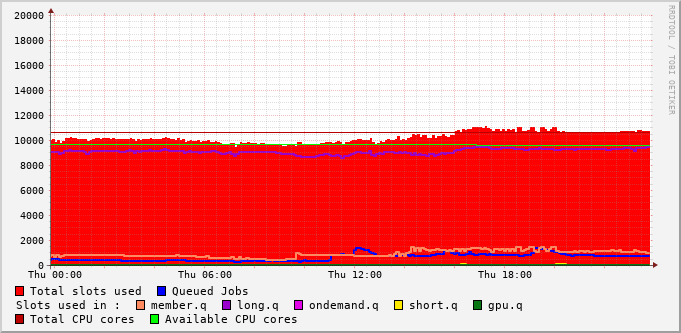 20000
18000
16000
14000
12000
10000
8000
6000
4000
2000
0
Thu 00:00 Thu 06:00 Thu 12:00 Thu 18:00
Total slots used Queued Jobs
Slots used in : member.q long.q ondemand.q short.q gpu.q
Total CPU cores Available CPU cores
RRDTOOL / TOBI OETIKER